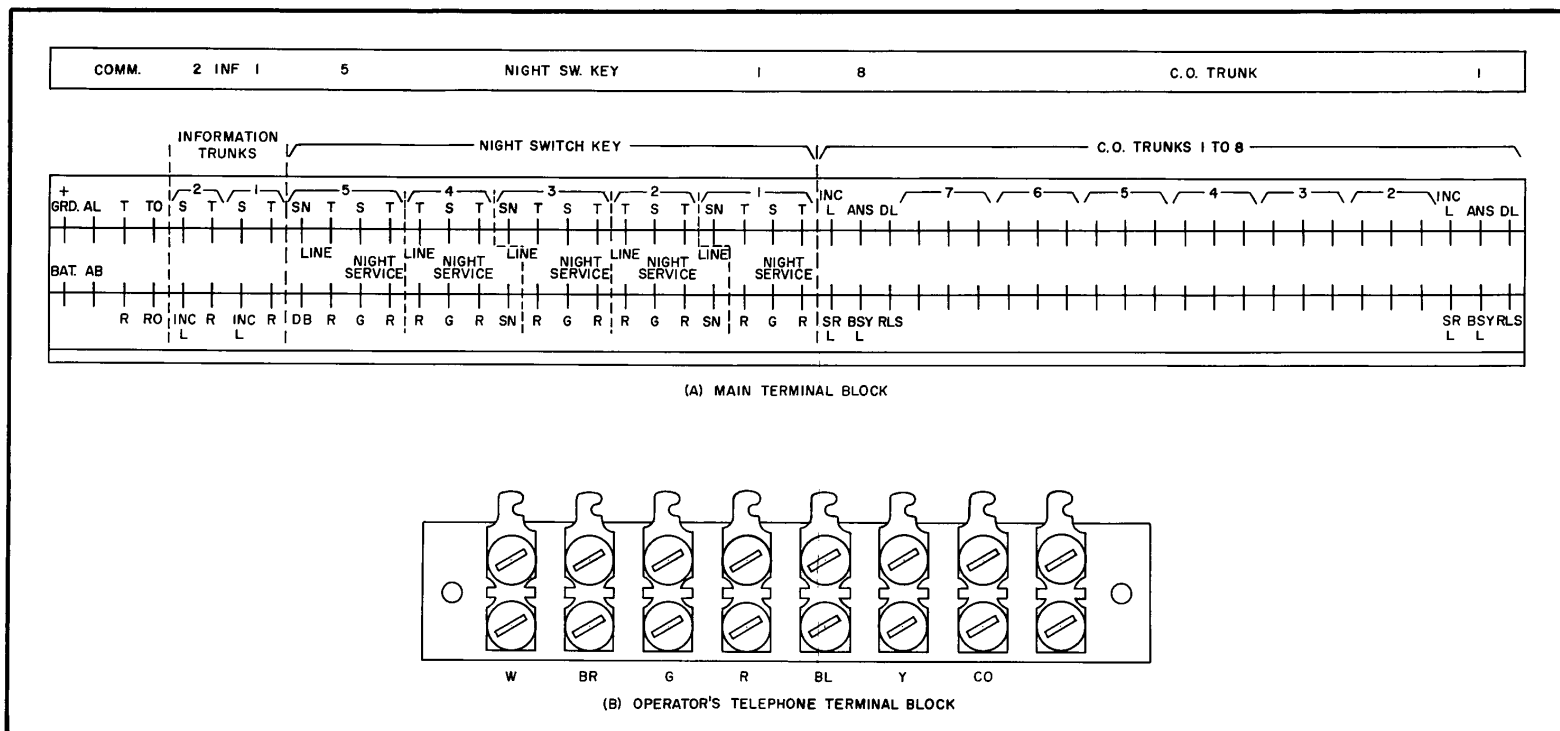 COMM. 2 INF 1 5 NIGHT SW. KEY 1 8 C.O. TRUNK 1
INFORMATION
TRUNKS
NIGHT SWITCH KEY
C.O. TRUNKS 1 TO 8
2 1 5 4 3 2 1 7 6 5 4 3 2
+
GRD. AL T TO S T S T SN T S T T S T SN T S T T S T SN T S T INC L ANS DL INC L ANS DL
LINE LINE LINE LINE LINE
NIGHT SERVICE NIGHT SERVICE NIGHT SERVICE NIGHT SERVICE NIGHT SERVICE
BAT. AB
R RO INC L R INC L R DB R G R R G R SN R G R R G R SN R G R SR L BSY L RLS SR L BSY L RLS
(A) MAIN TERMINAL BLOCK
W BR G R BL Y CO
(B) OPERATOR'S TELEPHONE TERMINAL BLOCK